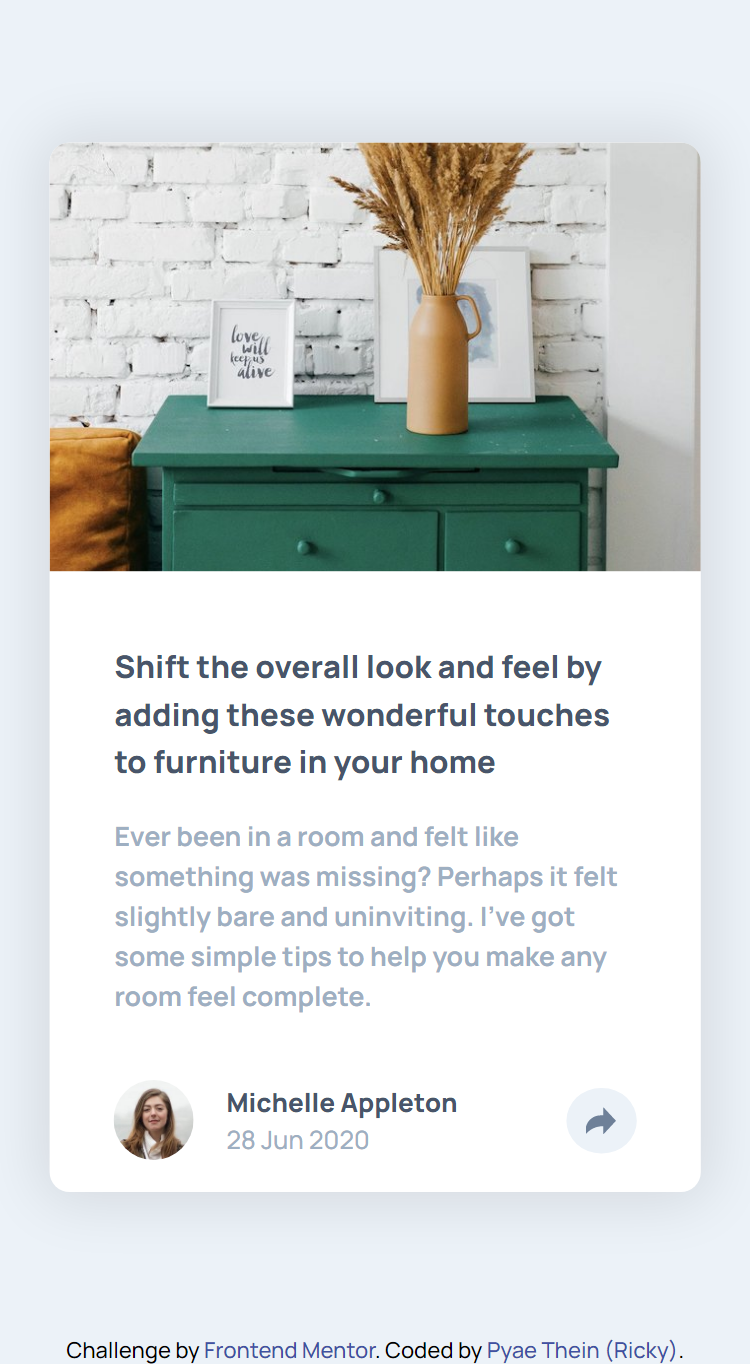 love
will
keep us
alive
Shift the overall look and feel by
adding these wonderful touches
to furniture in your home
Ever been in a room and felt like
something was missing? Perhaps it felt
slightly bare and uninviting. I’ve got
some simple tips to help you make any
room feel complete.
Michelle Appleton
28 Jun 2020
Challenge by Frontend Mentor. Coded by Pyae Thein (Ricky).